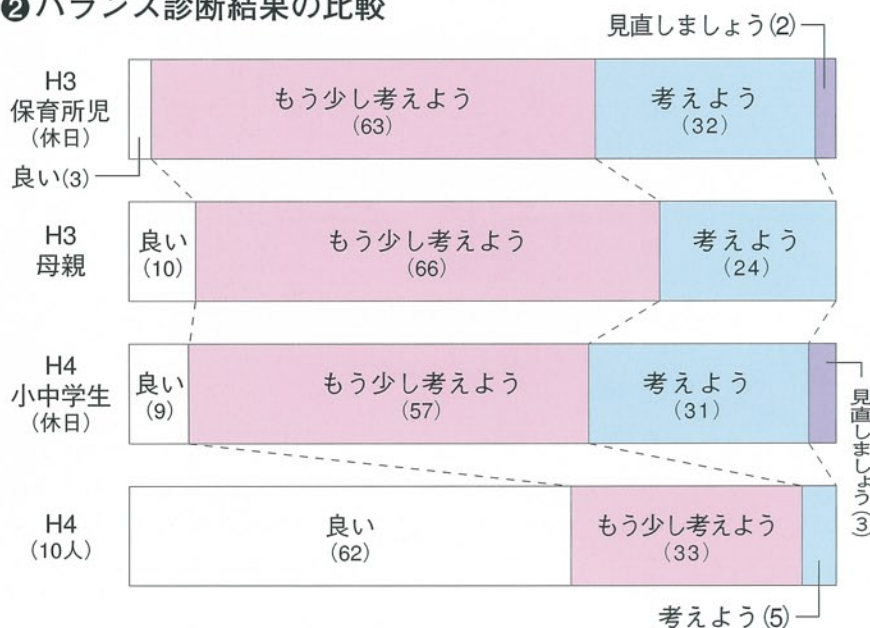 ❷バランス診断結果の比較
見直しましょう(2)
H3
保育所児
(休日)
もう少し考えよう
(63)
考えよう
(32)
良い(3)
H3
母親
良い
(10)
もう少し考えよう
(66)
考えよう
(24)
H4
小中学生
(休日)
良い
(9)
もう少し考えよう
(57)
考えよう
(31)
見直しましょう(3)
H4
(10人)
良い
(62)
もう少し考えよう
(33)
考えよう(5)